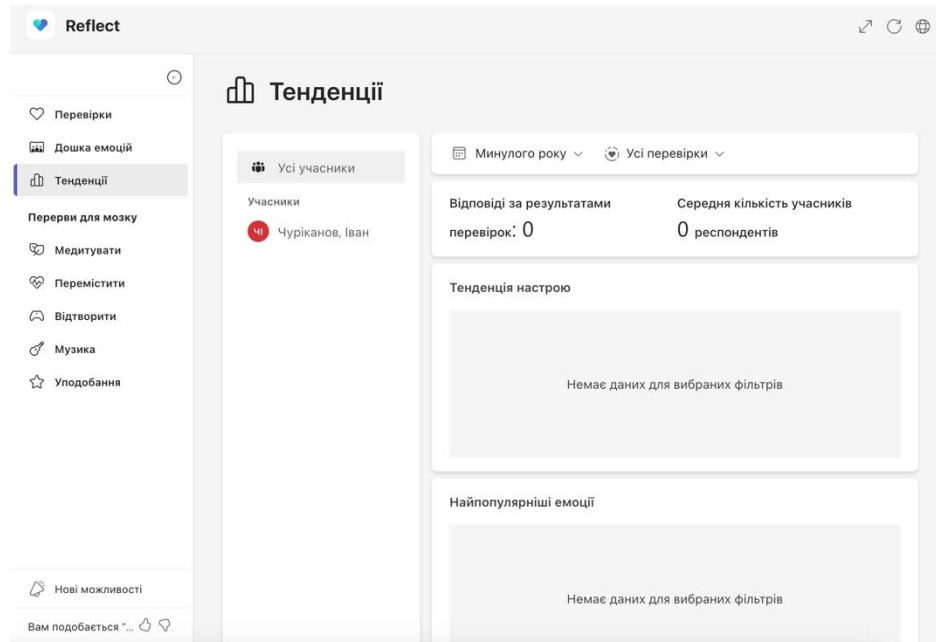 Reflect
Перевірки
Дошка емоцій
Тенденції
Перерви для мозку
Медитувати
Перемістити
Відтворити
Музика
Уподобання
Нові можливості
Вам подобається "...
Тенденції
Усі учасники
Учасники
ЧІ Чуріканов, Іван
Минулого року Усі перевірки
Відповіді за результатами перевірок: 0
Середня кількість учасників
0 респондентів
Тенденція настрою
Немає даних для вибраних фільтрів
Найпопулярніші емоції
Немає даних для вибраних фільтрів